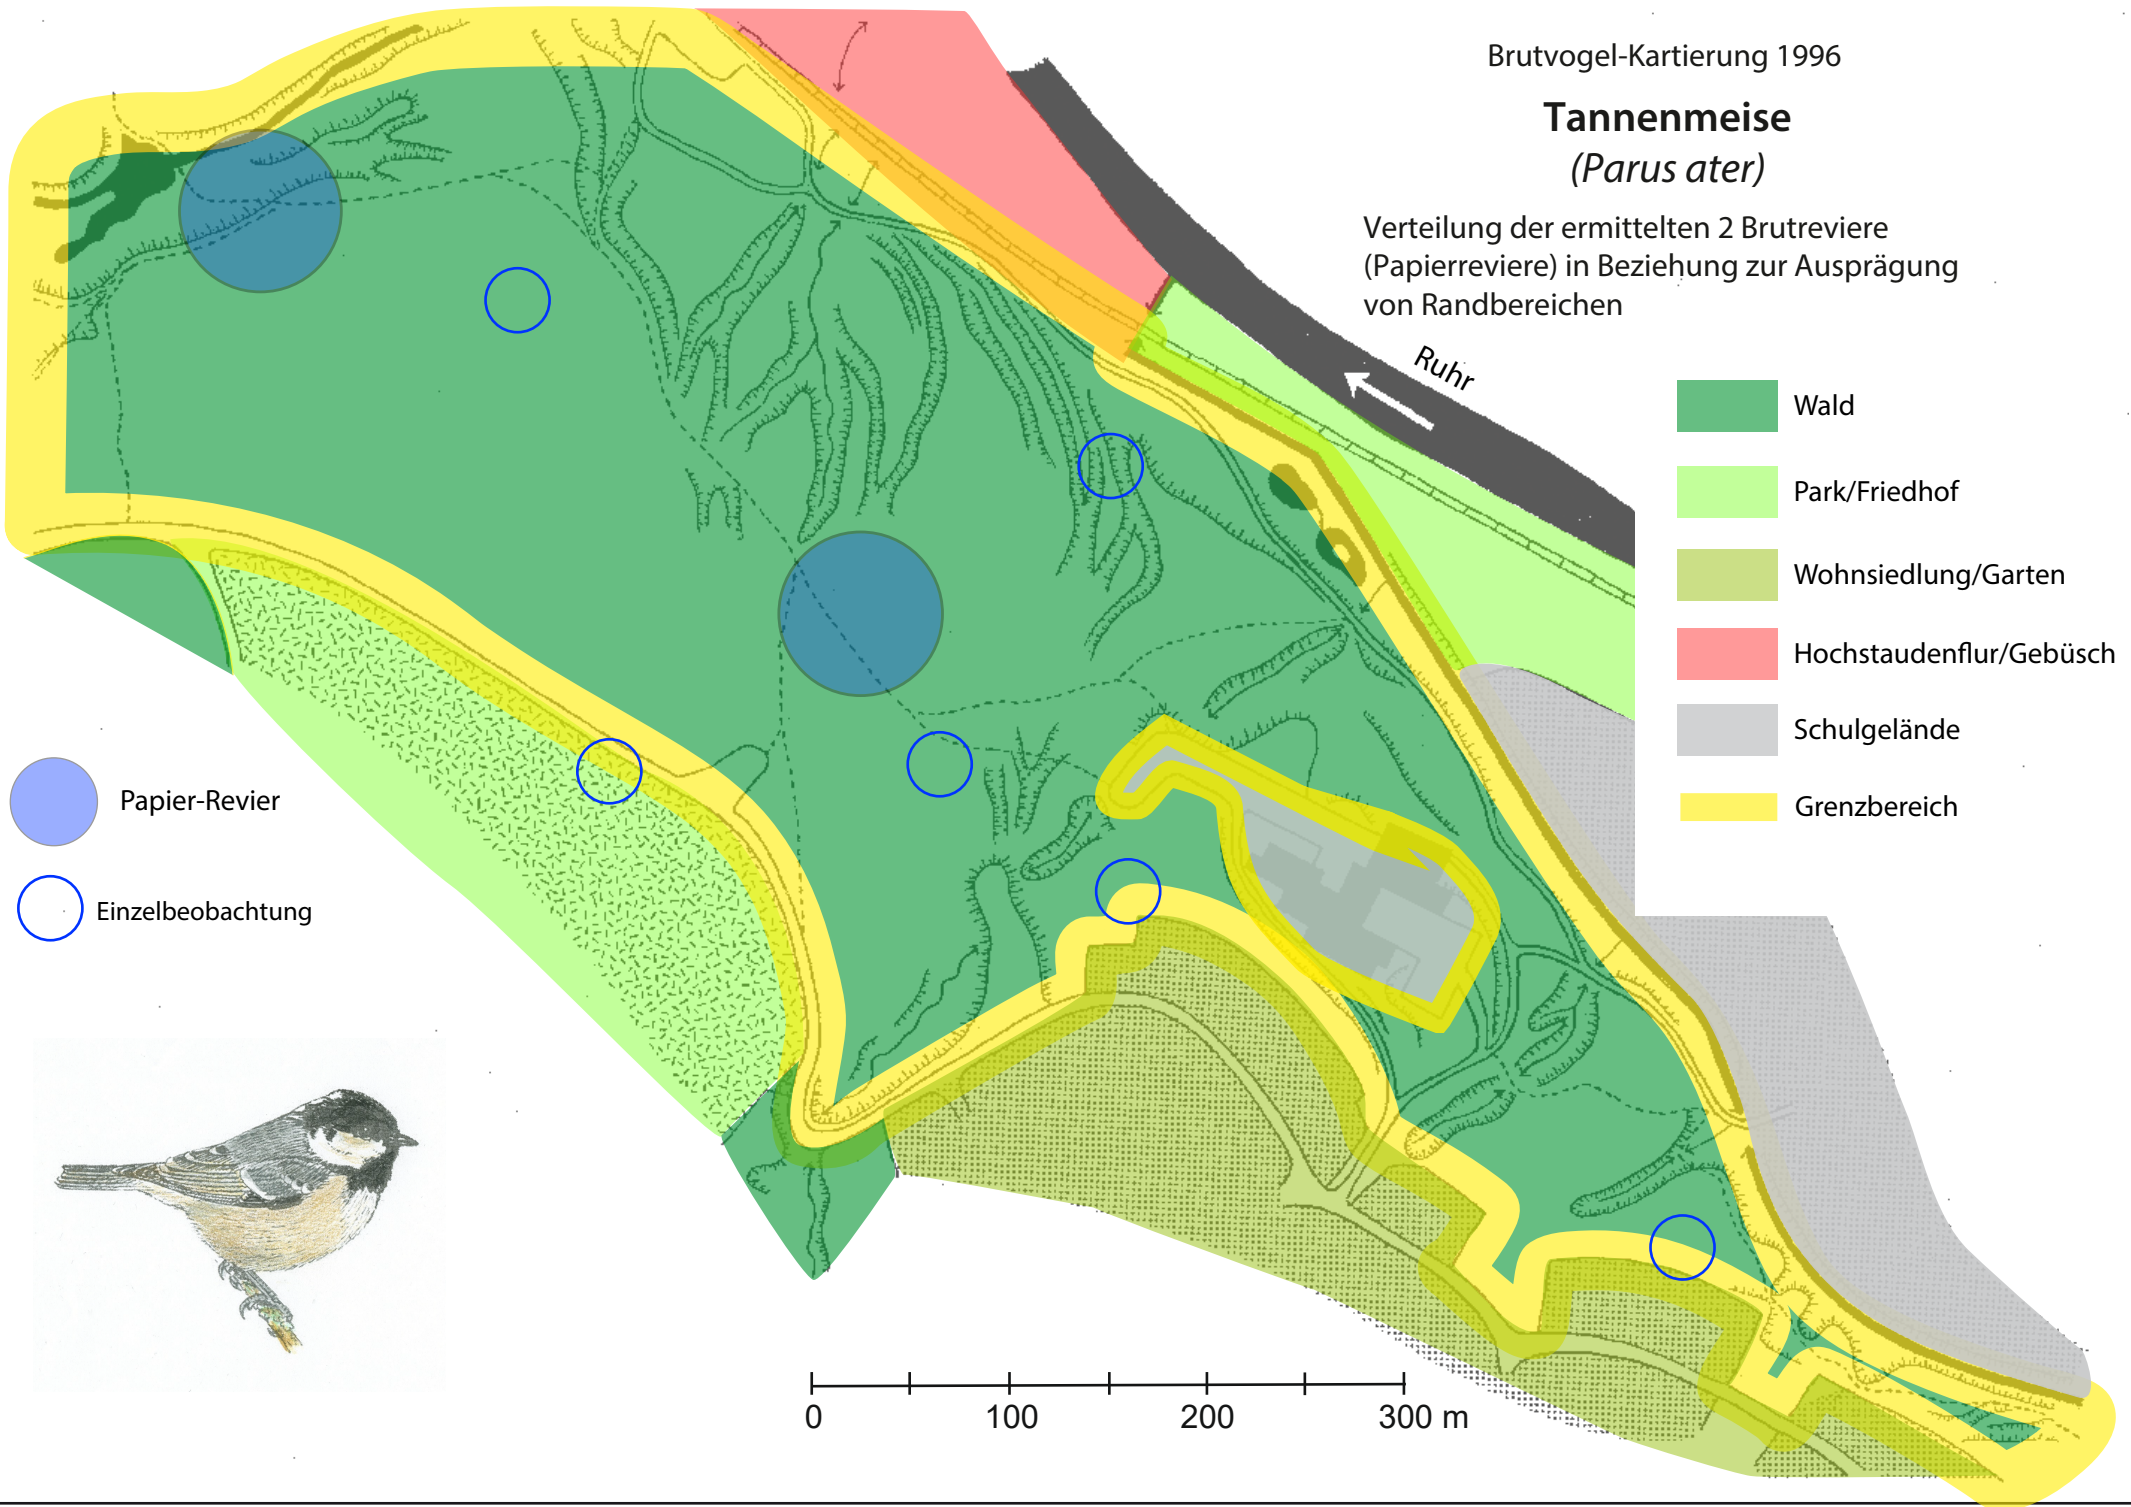 Brutvogel-Kartierung 1996
Tannenmeise
(Parus ater)
Verteilung der ermittelten 2 Brutreviere
(Papierreviere) in Beziehung zur Ausprägung
von Randbereichen
Ruhr
Wald
Park/Friedhof
Wohnsiedlung/Garten
Hochstaudenflur/Gebüsch
Schulgelände
Grenzbereich
Papier-Revier
Einzelbeobachtung
0 100 200 300 m